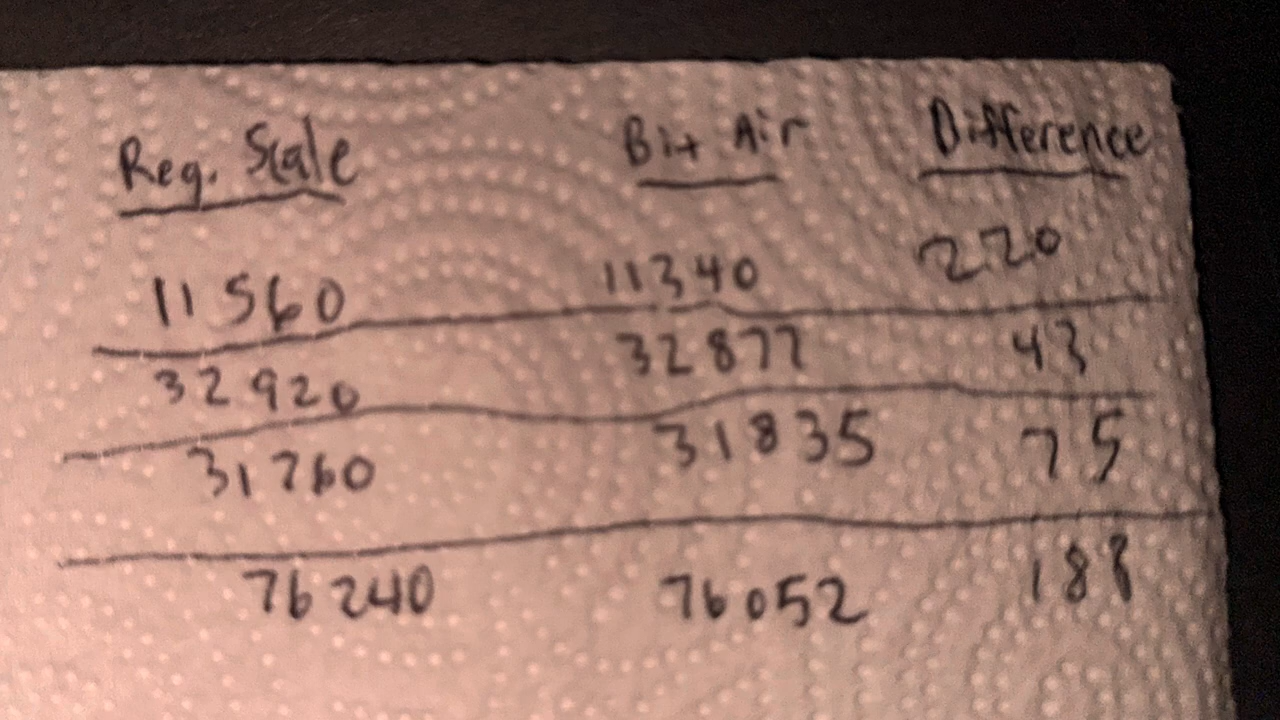 Reg. Scale Bit Air Difference
11560 11340 220
32920 32877 43
31760 31835 75
76240 76052 188